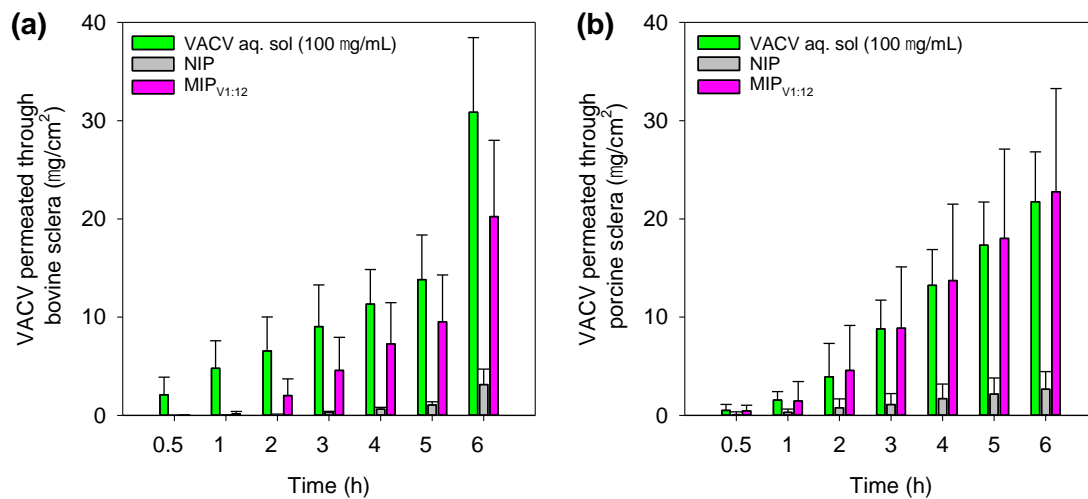 (a)
40
30
20
10
0
VACV permeated through
bovine sclera (mg/cm2)
VACV aq. sol (100 mg/mL)
NIP
MIPV1:12
0.5 1 2 3 4 5 6
Time (h)
(b)
40
30
20
10
0
VACV permeated through
porcine sclera (mg/cm2)
VACV aq. sol (100 mg/mL)
NIP
MIPV1:12
0.5 1 2 3 4 5 6
Time (h)